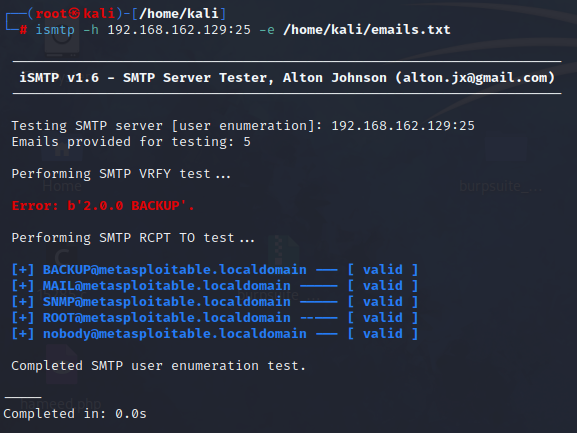 (root㉿kali)-[/home/kali]
# ismtp -h 192.168.162.129:25 -e /home/kali/emails.txt
iSMTP v1.6 - SMTP Server Tester, Alton Johnson (alton.jx@gmail.com)
Testing SMTP server [user enumeration]: 192.168.162.129:25
Emails provided for testing: 5
Performing SMTP VRFY test...
Error: b'2.0.0 BACKUP'.
Performing SMTP RCPT TO test...
[+] BACKUP@metasploitable.localdomain --- [ valid ]
[+] MAIL@metasploitable.localdomain ----- [ valid ]
[+] SNMP@metasploitable.localdomain ----- [ valid ]
[+] ROOT@metasploitable.localdomain ----- [ valid ]
[+] nobody@metasploitable.localdomain --- [ valid ]
Completed SMTP user enumeration test.
-----
Completed in: 0.0s
Home
burpsuite_...